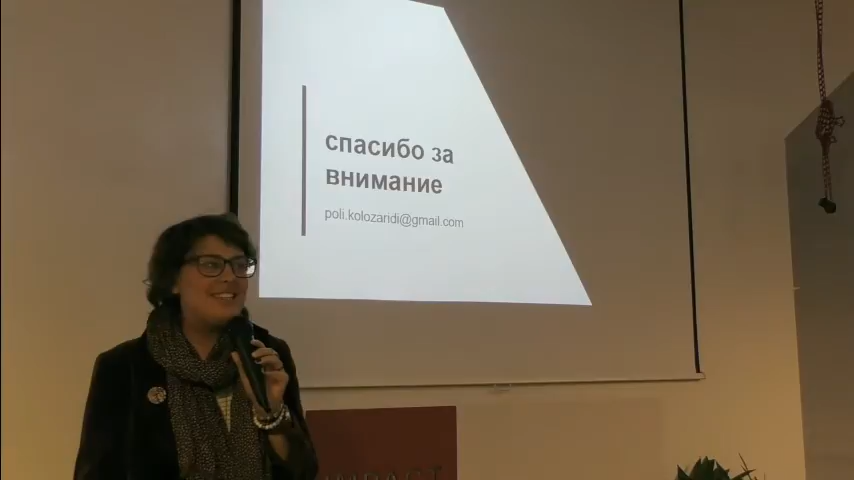 спасибо за
внимание
poli.kolozaridi@gmail.com